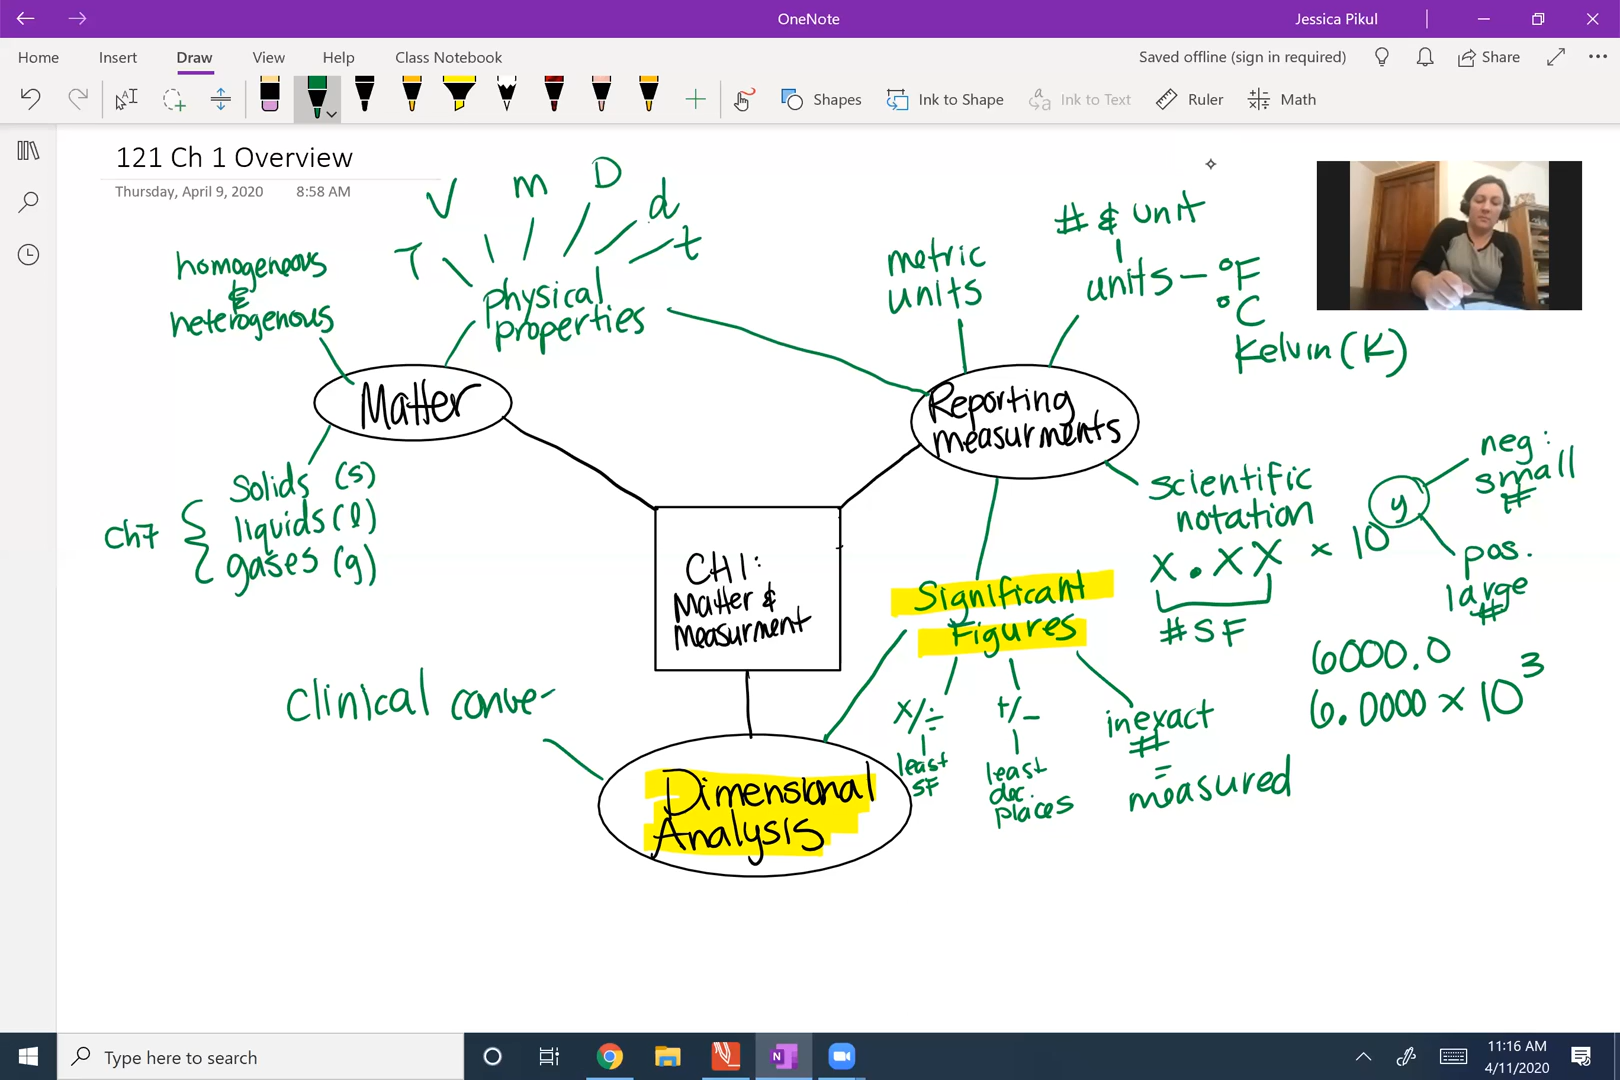 OneNote
Jessica Pikul
Home
Insert
Draw
View
Help
Class Notebook
Saved offline (sign in required)
Share
Shapes
Ink to Shape
Ink to Text
Ruler
Math
121 Ch 1 Overview
Thursday, April 9, 2020
8:58 AM
T
V
m
D
d
t
physical
properties
homogeneous
&
heterogenous
Matter
Solids (s)
liquids (l)
gases (g)
Ch7
metric
units
# & unit
units - °F
°C
Kelvin (K)
Reporting
measurments
scientific
notation
x.xx × 10^y
#SF
neg:
small
#
pos.
large
#
6000.0
6.0000 × 10^3
CH1:
Matter &
measurment
Significant
Figures
x/÷
least
SF
+/-
least
dec.
places
inexact
#
=
measured
Clinical conve-
Dimensional
Analysis
Type here to search
11:16 AM
4/11/2020